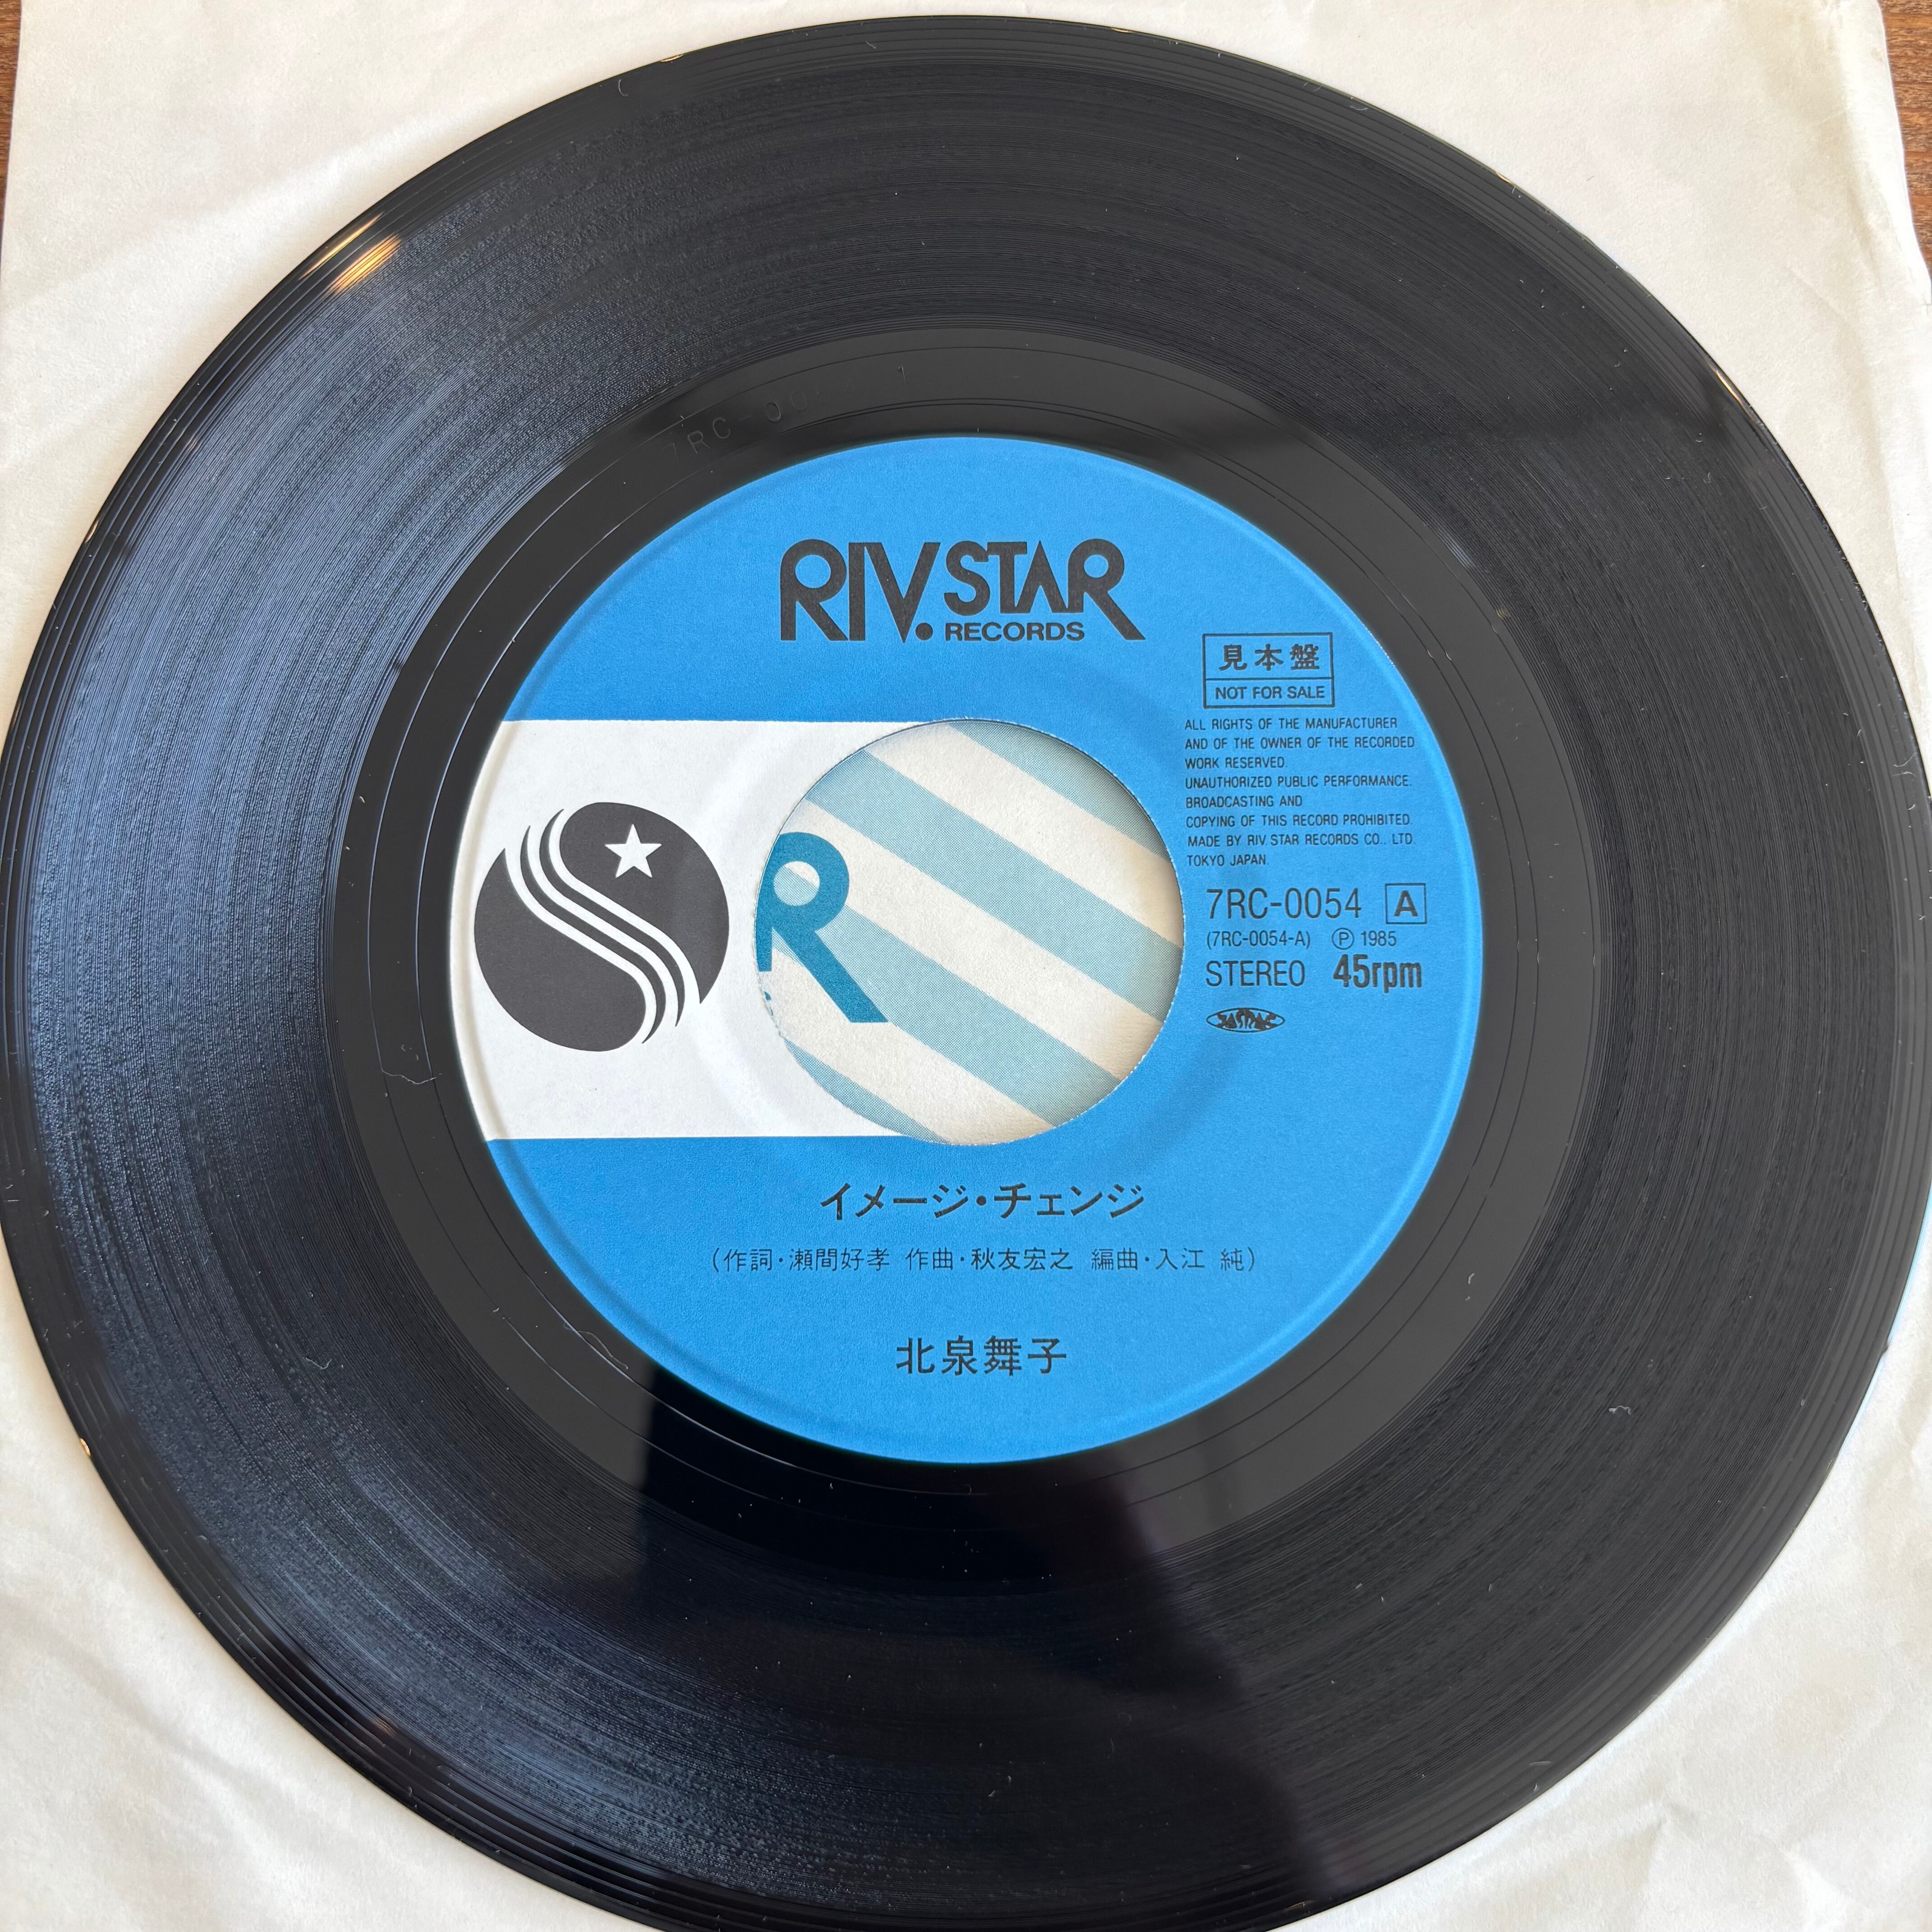 RIV.STAR
RECORDS
見本盤
NOT FOR SALE
ALL RIGHTS OF THE MANUFACTURER
AND OF THE OWNER OF THE RECORDED
WORK RESERVED.
UNAUTHORIZED PUBLIC PERFORMANCE.
BROADCASTING AND
COPYING OF THIS RECORD PROHIBITED.
MADE BY RIV.STAR RECORDS CO., LTD.
TOKYO JAPAN
R
7RC-0054 A
(7RC-0054-A) Ⓟ 1985
STEREO 45rpm
JASRAC
イメージ・チェンジ
(作詞・瀬間好孝 作曲・秋友宏之 編曲・入江 純)
北泉舞子